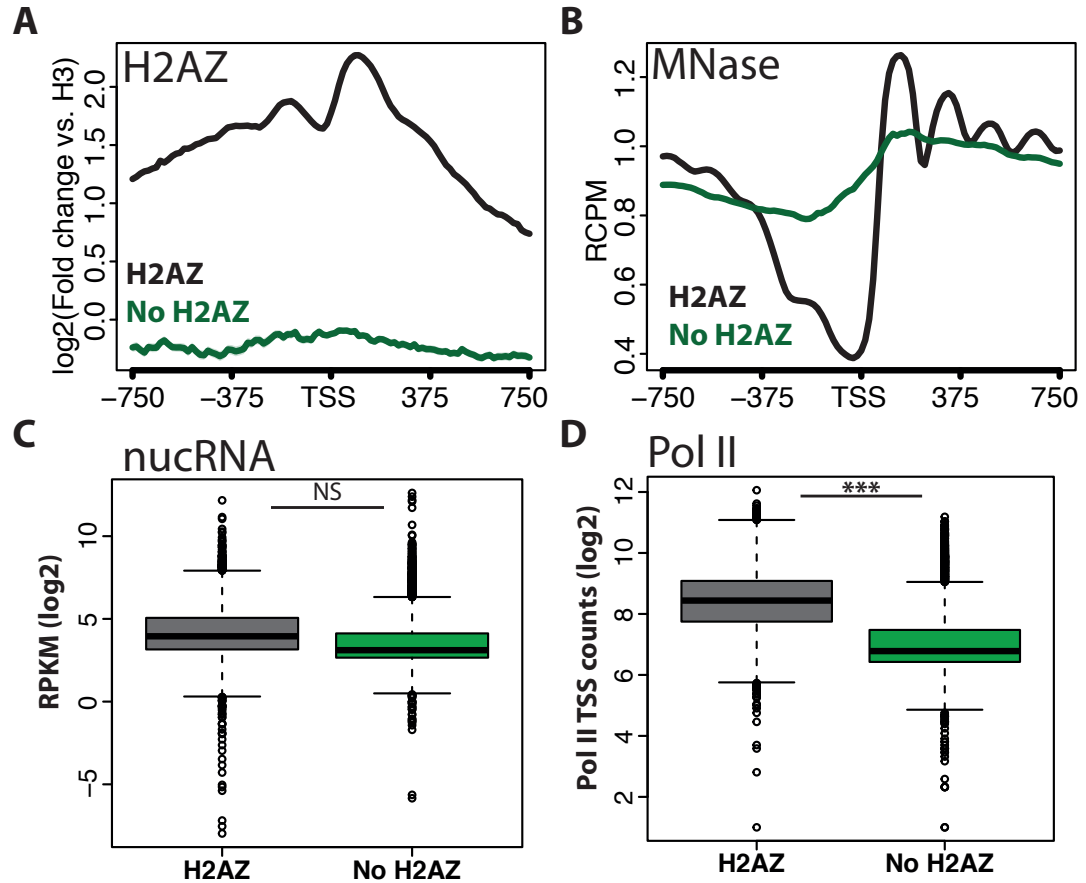 A
H2AZ
log2(Fold change vs. H3)
2.0
1.5
1.0
0.5
0.0
H2AZ
No H2AZ
−750 −375 TSS 375 750
B
MNase
RCPM
1.2
1.0
0.8
0.6
0.4
H2AZ
No H2AZ
−750 −375 TSS 375 750
C
nucRNA
NS
RPKM (log2)
10
5
0
−5
H2AZ No H2AZ
D
Pol II
***
Pol II TSS counts (log2)
12
10
8
6
4
2
H2AZ No H2AZ